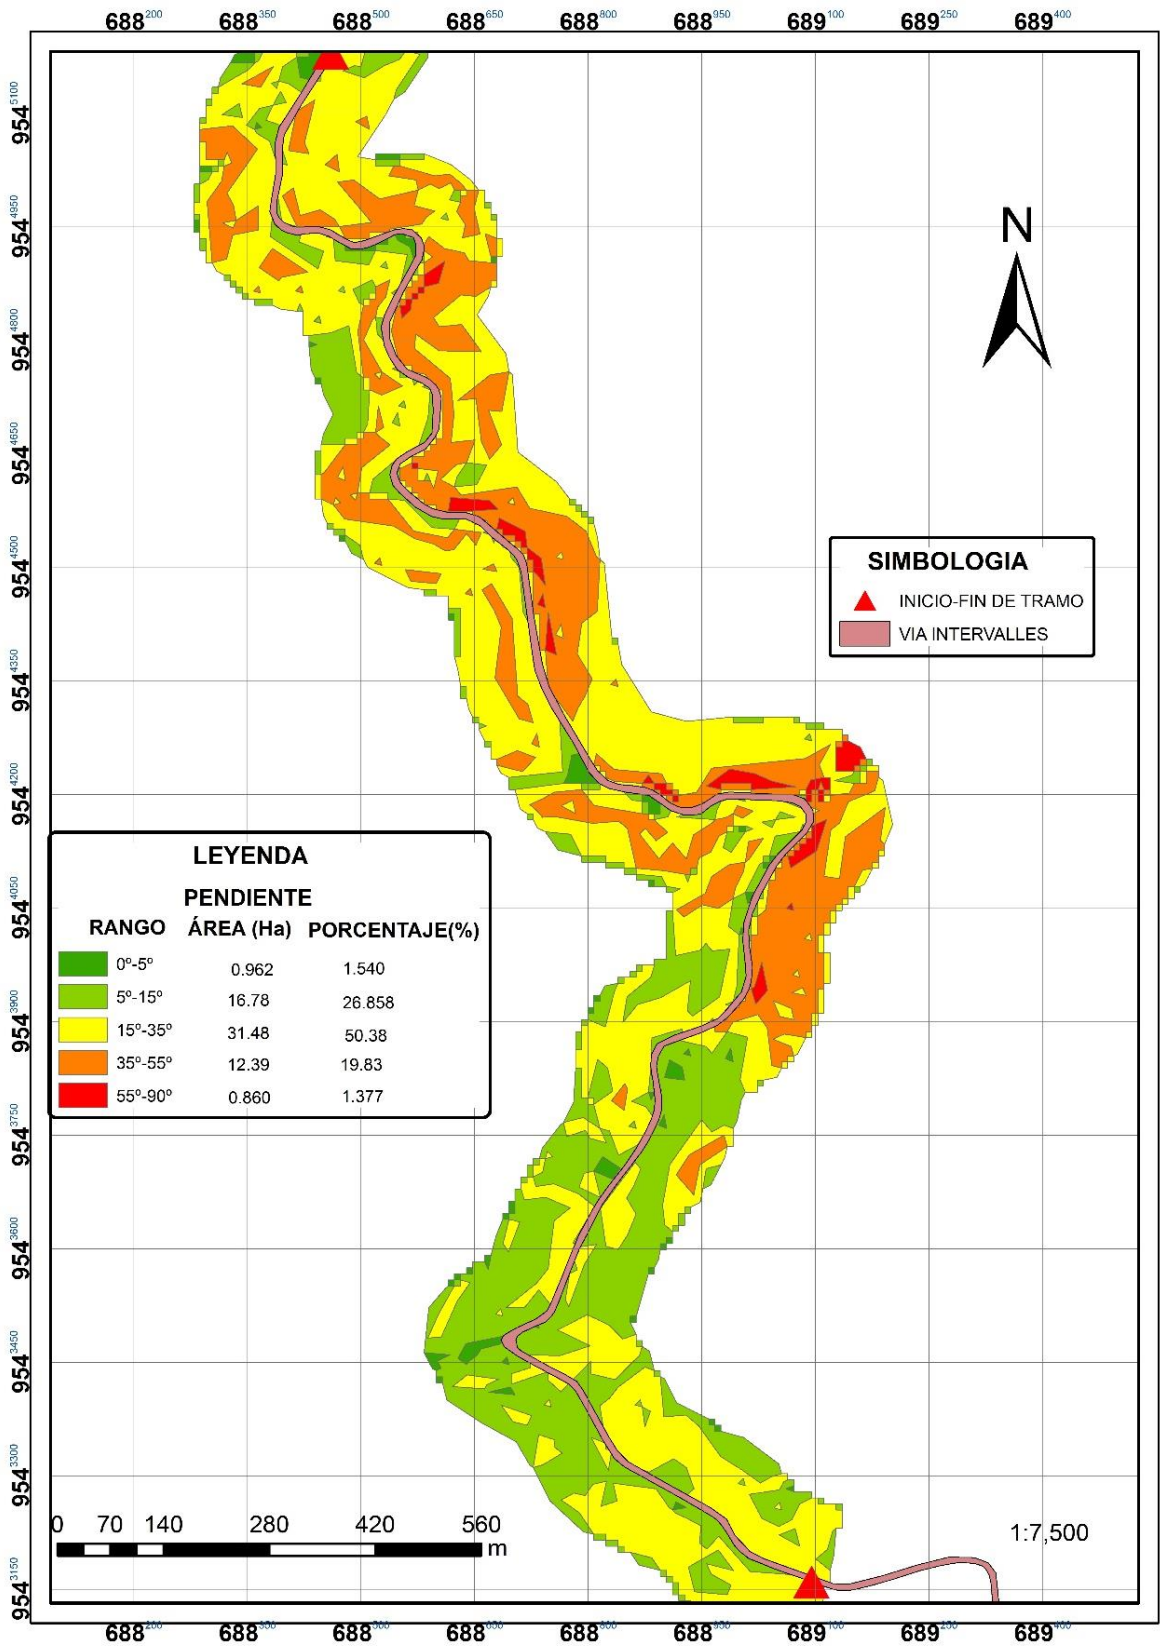 688200 688350 688500 688650 688800 688950 689100 689250 689400
9545100
9544950
9544800
9544650
9544500
9544350
9544200
9544050
9543900
9543750
9543600
9543450
9543300
9543150
N
SIMBOLOGIA
INICIO-FIN DE TRAMO
VIA INTERVALLES
LEYENDA
PENDIENTE
RANGO ÁREA (Ha) PORCENTAJE(%)
0º-5º 0.962 1.540
5º-15º 16.78 26.858
15º-35º 31.48 50.38
35º-55º 12.39 19.83
55º-90º 0.860 1.377
0 70 140 280 420 560
m
1:7,500